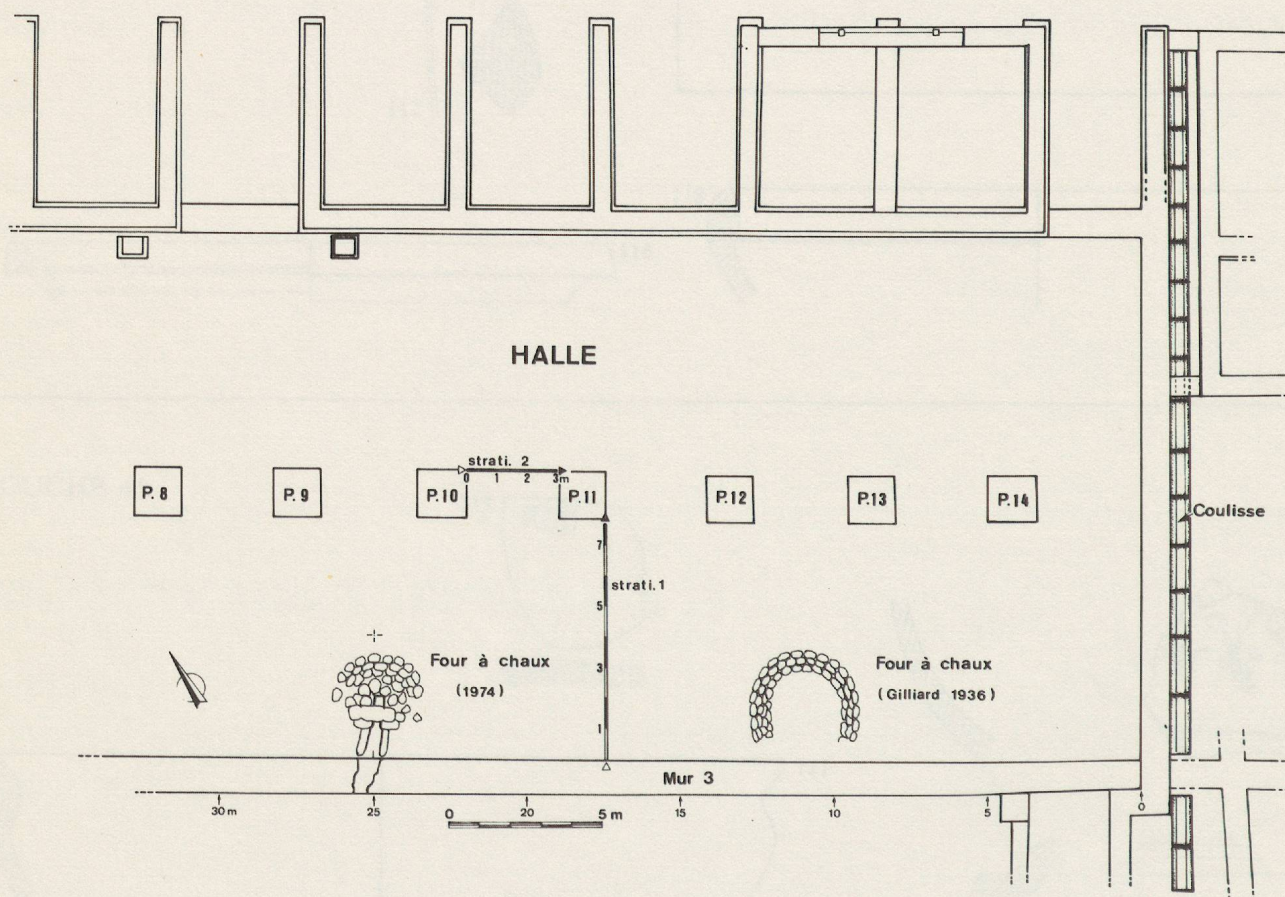 HALLE
strati. 2
0 1 2 3m
P.8 P.9 P.10 P.11 P.12 P.13 P.14
Coulisse
7
strati.1
5
3
1
Four à chaux
(1974)
Four à chaux
(Gilliard 1936)
Mur 3
30 m 25 20 15 10 5 0
0 5 m